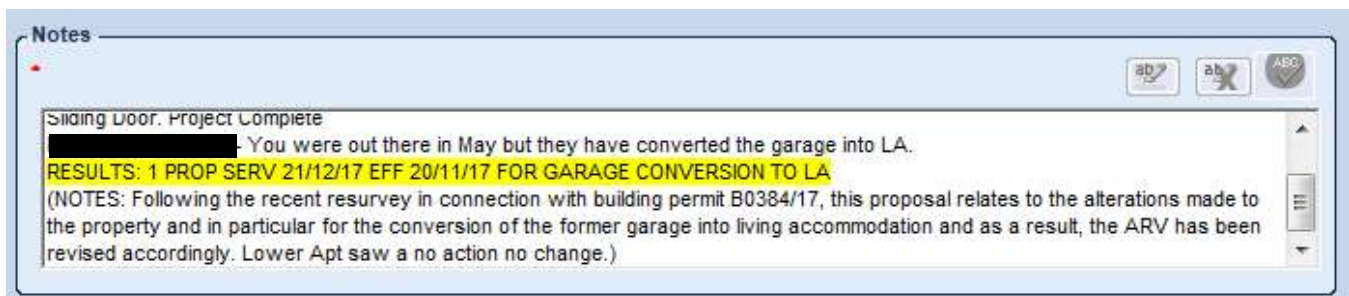 Notes
*
Sliding Door. Project Complete
- You were out there in May but they have converted the garage into LA.
RESULTS: 1 PROP SERV 21/12/17 EFF 20/11/17 FOR GARAGE CONVERSION TO LA
(NOTES: Following the recent resurvey in connection with building permit B0384/17, this proposal relates to the alterations made to
the property and in particular for the conversion of the former garage into living accommodation and as a result, the ARV has been
revised accordingly. Lower Apt saw a no action no change.)
ab
ab
ABC